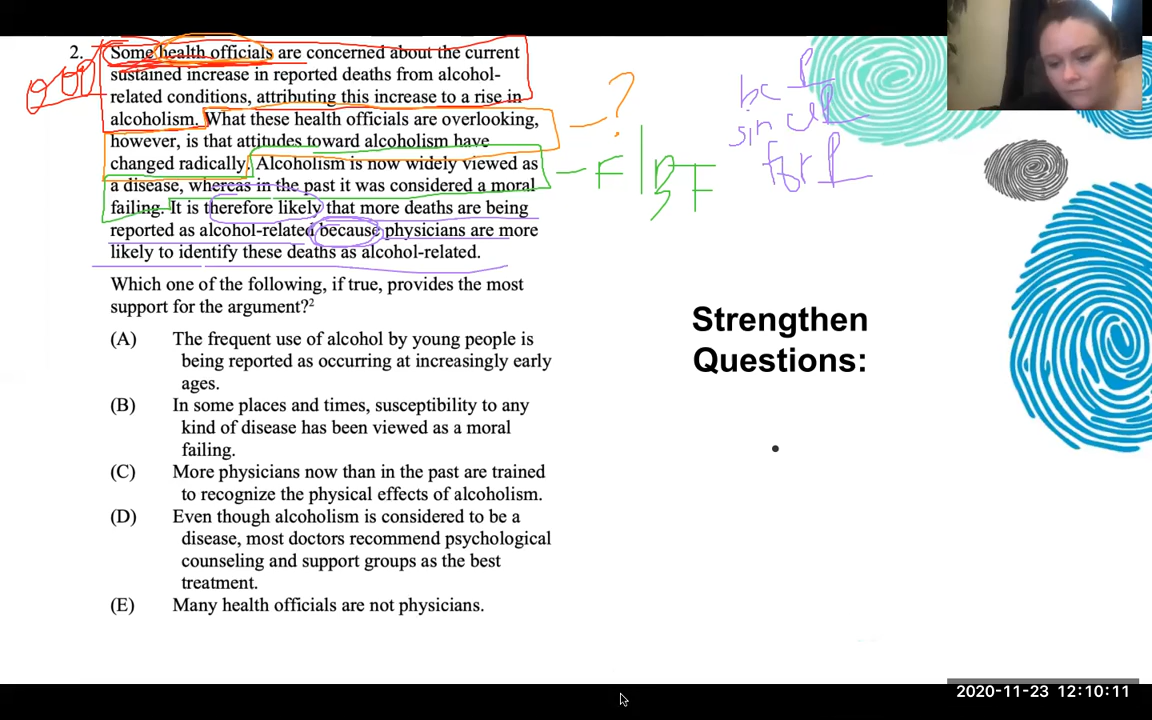 2. Some health officials are concerned about the current
sustained increase in reported deaths from alcohol-
related conditions, attributing this increase to a rise in
alcoholism. What these health officials are overlooking,
however, is that attitudes toward alcoholism have
changed radically. Alcoholism is now widely viewed as
a disease, whereas in the past it was considered a moral
failing. It is therefore likely that more deaths are being
reported as alcohol-related because physicians are more
likely to identify these deaths as alcohol-related.
Which one of the following, if true, provides the most
support for the argument?²
(A) The frequent use of alcohol by young people is
being reported as occurring at increasingly early
ages.
(B) In some places and times, susceptibility to any
kind of disease has been viewed as a moral
failing.
(C) More physicians now than in the past are trained
to recognize the physical effects of alcoholism.
(D) Even though alcoholism is considered to be a
disease, most doctors recommend psychological
counseling and support groups as the best
treatment.
(E) Many health officials are not physicians.
?
F
bc P
sin
for P
Strengthen
Questions:
2020-11-23 12:10:11